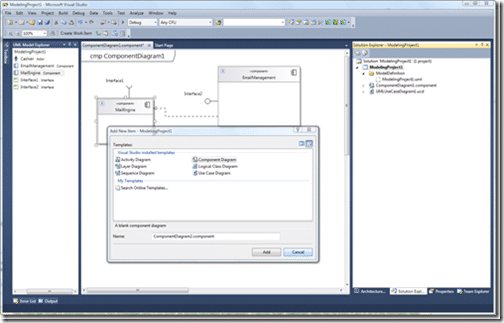 ModelingProject1 - Microsoft Visual Studio
File Edit View Project Build Debug Data Tools Test Window Help
Debug Any CPU
100% Create Work Item
UML Model Explorer
ModelingProject1
Cashier Actor
EmailManagement Component
MailEngine Component
Interface1 Interface
Interface2 Interface
Toolbox
ComponentDiagram1.component* Start Page
cmp ComponentDiagram1
Interface1
«component»
MailEngine
Interface2
«component»
EmailManagement
Add New Item - ModelingProject1
Templates:
Visual Studio installed templates
Activity Diagram
Component Diagram
Layer Diagram
Logical Class Diagram
Sequence Diagram
Use Case Diagram
My Templates
Search Online Templates...
A blank component diagram
Name:
ComponentDiagram2.component
Add
Cancel
Solution Explorer - ModelingProject1
Solution 'ModelingProject1' (1 project)
ModelingProject1
ModelDefinition
ModelingProject1.uml
ComponentDiagram1.component
UMLUseCaseDiagram1.ucd
Architecture...
Solution Explo...
Properties
Team Explorer
Error List
Output